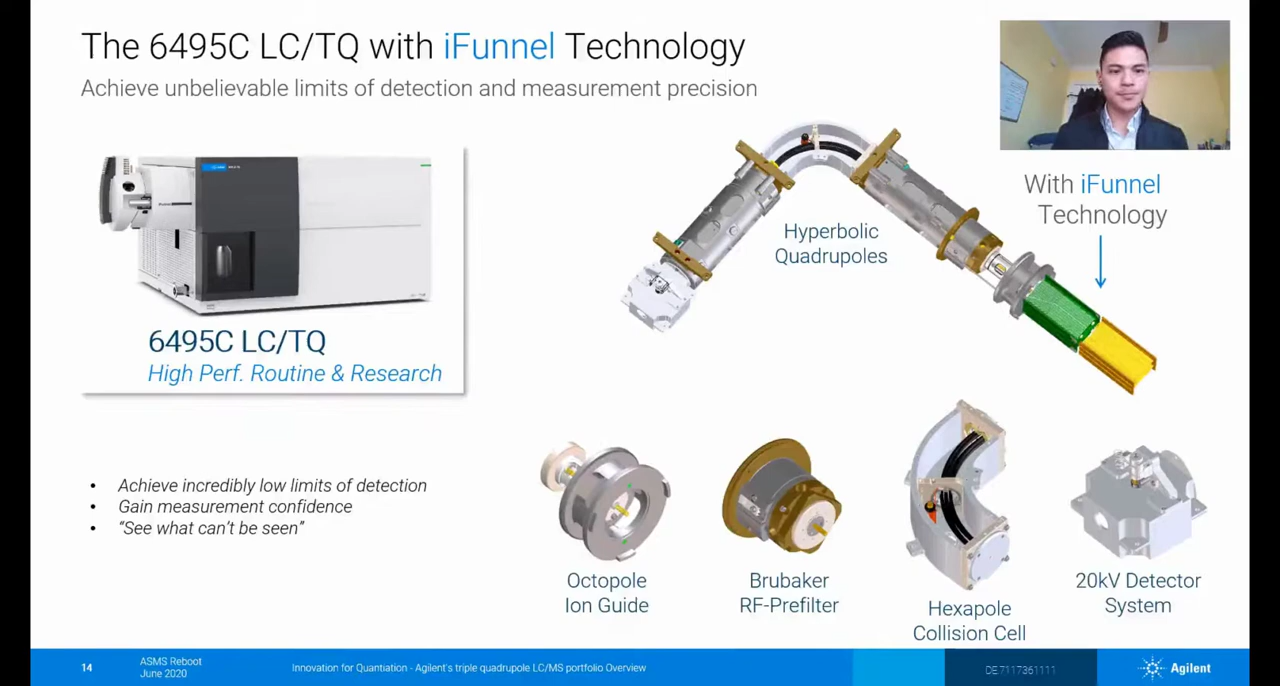 The 6495C LC/TQ with iFunnel Technology
Achieve unbelievable limits of detection and measurement precision
With iFunnel
Technology
Hyperbolic
Quadrupoles
6495C LC/TQ
High Perf. Routine & Research
• Achieve incredibly low limits of detection
• Gain measurement confidence
• “See what can’t be seen”
Octopole
Ion Guide
Brubaker
RF-Prefilter
Hexapole
Collision Cell
20kV Detector
System
14
ASMS Reboot
June 2020
Innovation for Quantiation - Agilent's triple quadrupole LC/MS portfolio Overview
DE 7117361111
Agilent